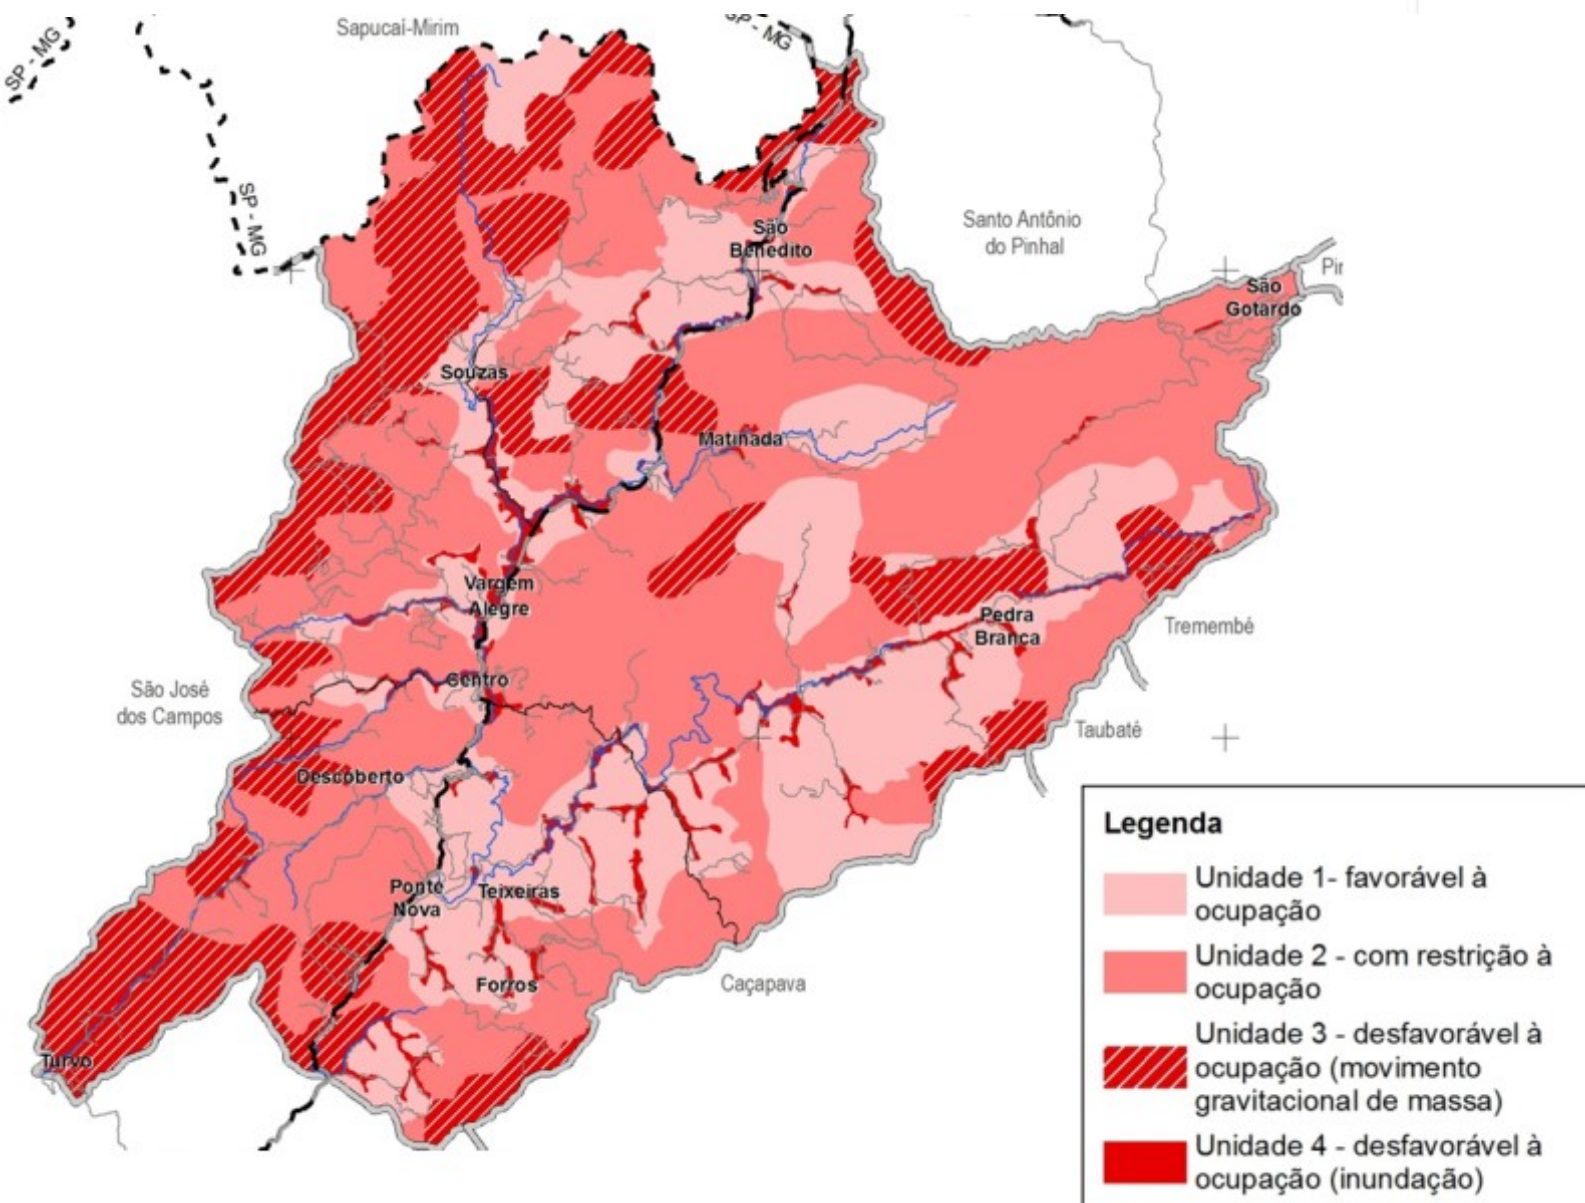 Sapucaí-Mirim
SP - MG
SP - MG
SP - MG
Santo Antônio
do Pinhal
São
Benedito
Pir
São
Gotardo
Souzas
Matinada
Vargem
Alegre
Pedra
Branca
Tremembé
São José
dos Campos
Centro
Taubaté
Descoberto
Ponte
Nova
Teixeiras
Forros
Caçapava
Turvo
Legenda
Unidade 1- favorável à
ocupação
Unidade 2 - com restrição à
ocupação
Unidade 3 - desfavorável à
ocupação (movimento
gravitacional de massa)
Unidade 4 - desfavorável à
ocupação (inundação)